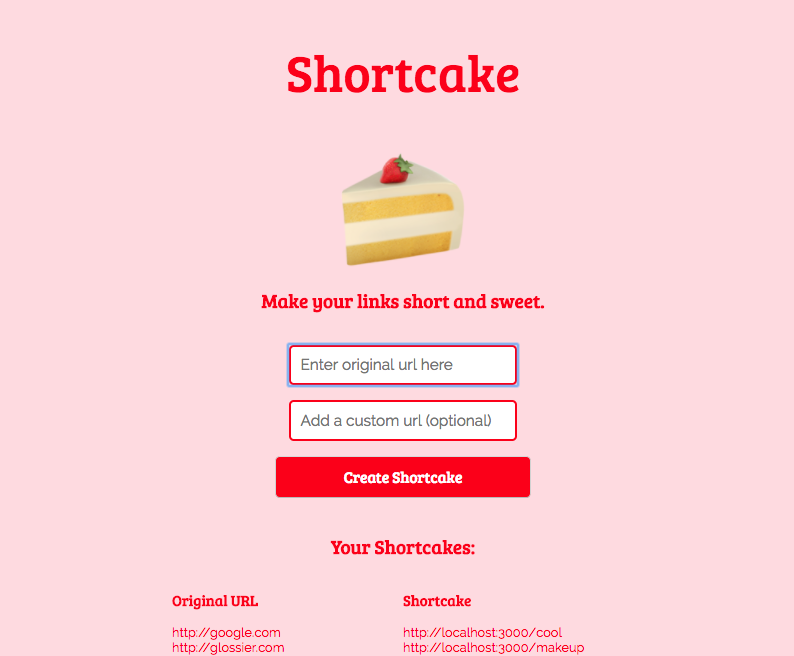 Shortcake
Make your links short and sweet.
Enter original url here
Add a custom url (optional)
Create Shortcake
Your Shortcakes:
Original URL Shortcake
http://google.com http://localhost:3000/cool
http://glossier.com http://localhost:3000/makeup